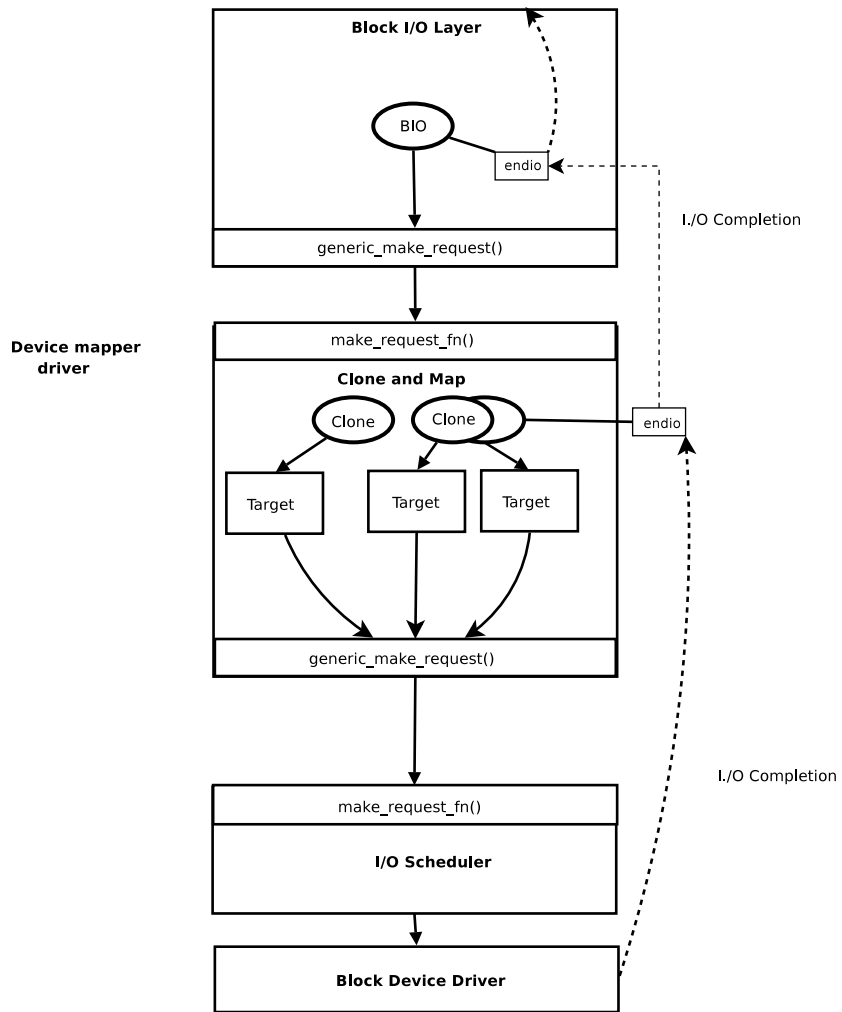 Block I/O Layer
BIO
endio
I./O Completion
generic_make_request()
make_request_fn()
Device mapper
driver
Clone and Map
Clone
Clone
endio
Target
Target
Target
generic_make_request()
I./O Completion
make_request_fn()
I/O Scheduler
Block Device Driver